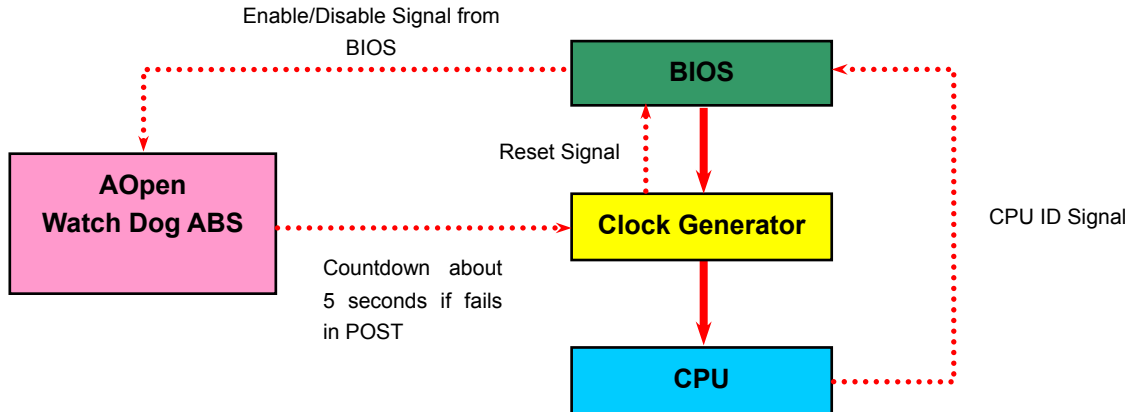 Enable/Disable Signal from
BIOS
BIOS
Reset Signal
AOpen
Watch Dog ABS
Clock Generator
CPU ID Signal
Countdown about
5 seconds if fails
in POST
CPU